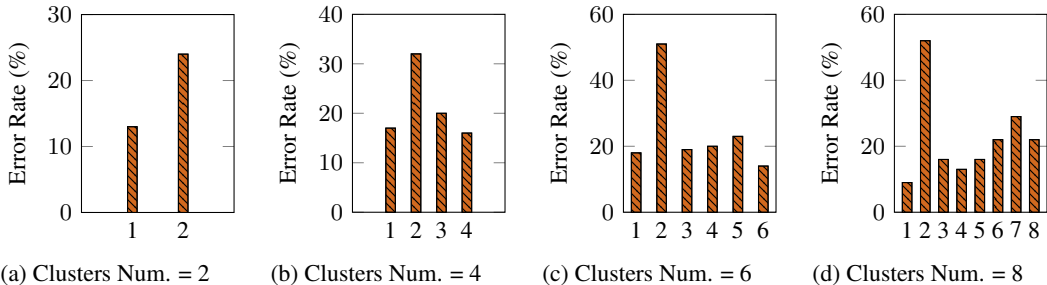 Error Rate (%)
30
20
10
0
1 2
(a) Clusters Num. = 2
Error Rate (%)
40
30
20
10
0
1 2 3 4
(b) Clusters Num. = 4
Error Rate (%)
60
40
20
0
1 2 3 4 5 6
(c) Clusters Num. = 6
Error Rate (%)
60
40
20
0
1 2 3 4 5 6 7 8
(d) Clusters Num. = 8